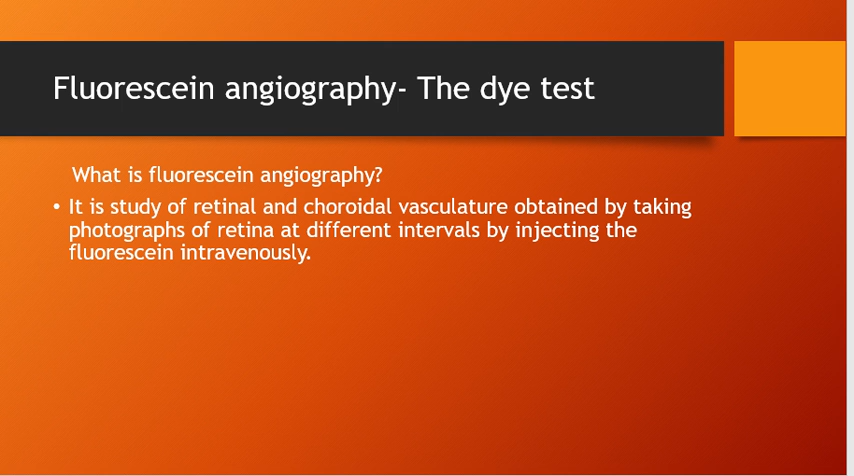 Fluorescein angiography- The dye test
What is fluorescein angiography?
• It is study of retinal and choroidal vasculature obtained by taking
photographs of retina at different intervals by injecting the
fluorescein intravenously.